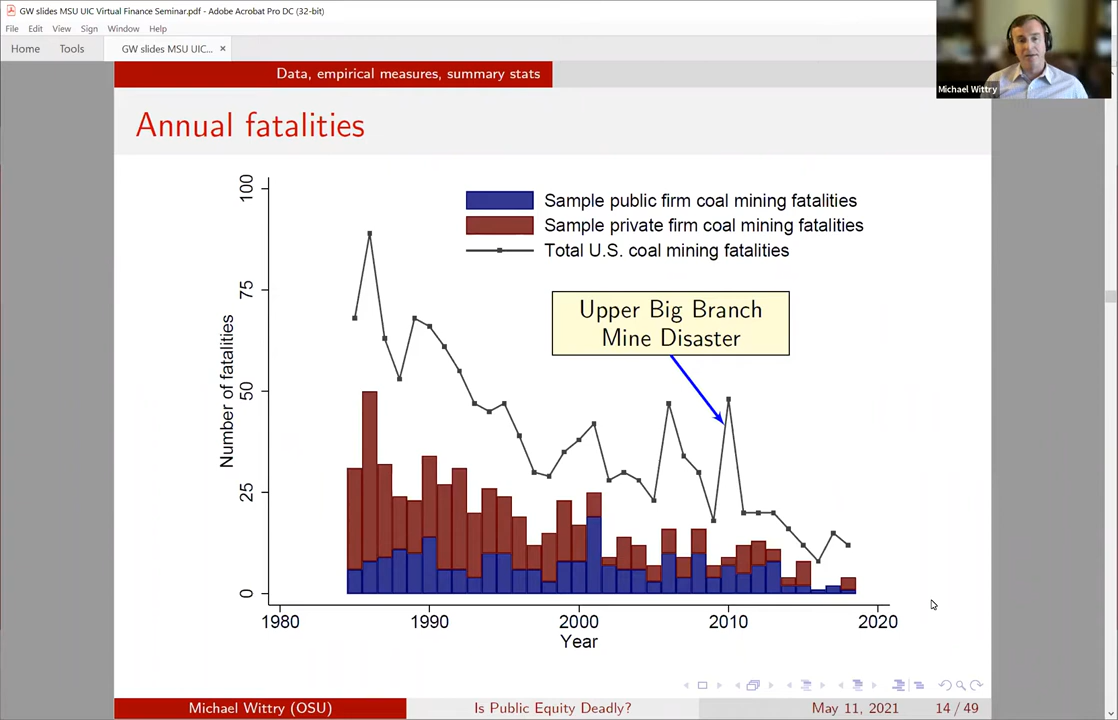 GW slides MSU UIC Virtual Finance Seminar.pdf - Adobe Acrobat Pro DC (32-bit)
File Edit View Sign Window Help
Home Tools GW slides MSU UIC... ×
Michael Wittry
Data, empirical measures, summary stats
Annual fatalities
Sample public firm coal mining fatalities
Sample private firm coal mining fatalities
Total U.S. coal mining fatalities
Upper Big Branch
Mine Disaster
Number of fatalities
100
75
50
25
0
1980 1990 2000 2010 2020
Year
Michael Wittry (OSU) Is Public Equity Deadly? May 11, 2021 14 / 49